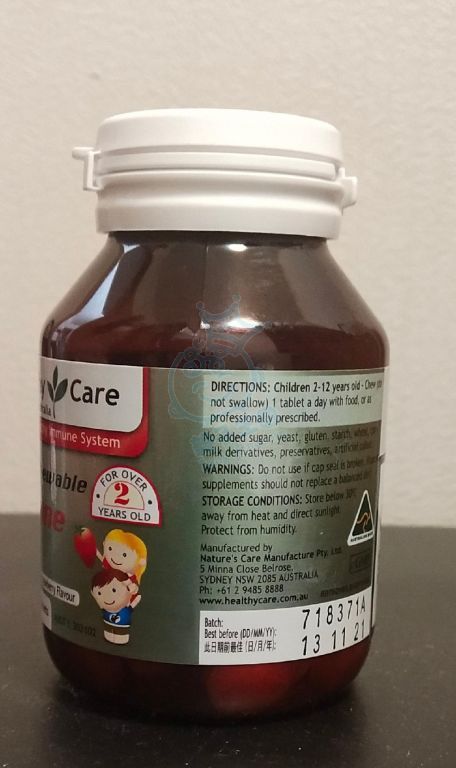 y Care
ralia
Immune System
ewable
ne
FOR OVER
2
YEARS OLD
berry Flavour
DIRECTIONS: Children 2-12 years old - Chew
not swallow) 1 tablet a day with food, or as
professionally prescribed.
No added sugar, yeast, gluten, starch, wheat,
milk derivatives, preservatives, artificial
WARNINGS: Do not use if cap seal is broken.
supplements should not replace a balanced
STORAGE CONDITIONS: Store below 30°C
away from heat and direct sunlight.
Protect from humidity.
Manufactured by
Nature's Care Manufacture Pty. Ltd.
5 Minna Close Belrose,
SYDNEY NSW 2085 AUSTRALIA
Ph: +61 2 9485 8888
www.healthycare.com.au
Batch: 718371A
Best before (DD/MM/YY): 13 11 21
此日期前最佳 (日/月/年):